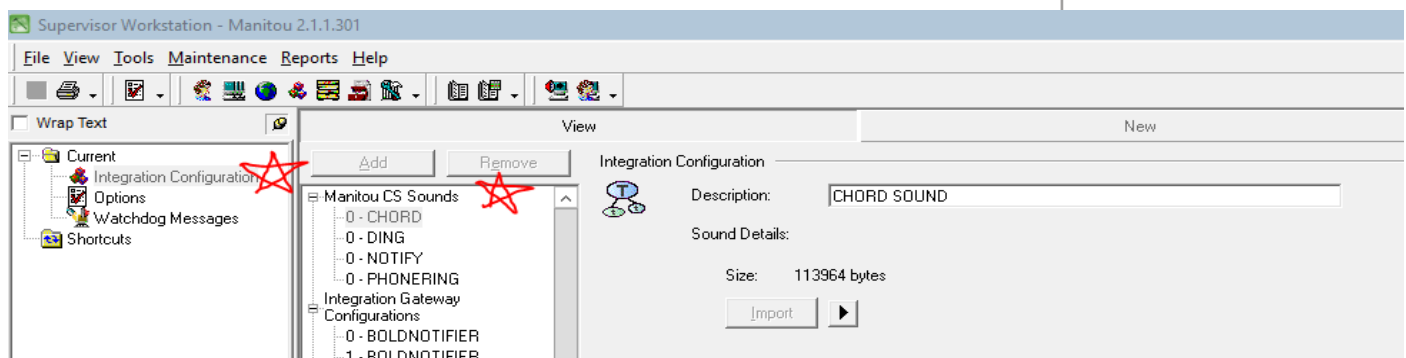 Supervisor Workstation - Manitou 2.1.1.301
File View Tools Maintenance Reports Help
Wrap Text
View
New
Current
Integration Configuration
Options
Watchdog Messages
Shortcuts
Add
Remove
Manitou CS Sounds
0 - CHORD
0 - DING
0 - NOTIFY
0 - PHONERING
Integration Gateway
Configurations
0 - BOLDNOTIFIER
1 - BOLDNOTIFIER
Integration Configuration
Description: CHORD SOUND
Sound Details:
Size: 113964 bytes
Import